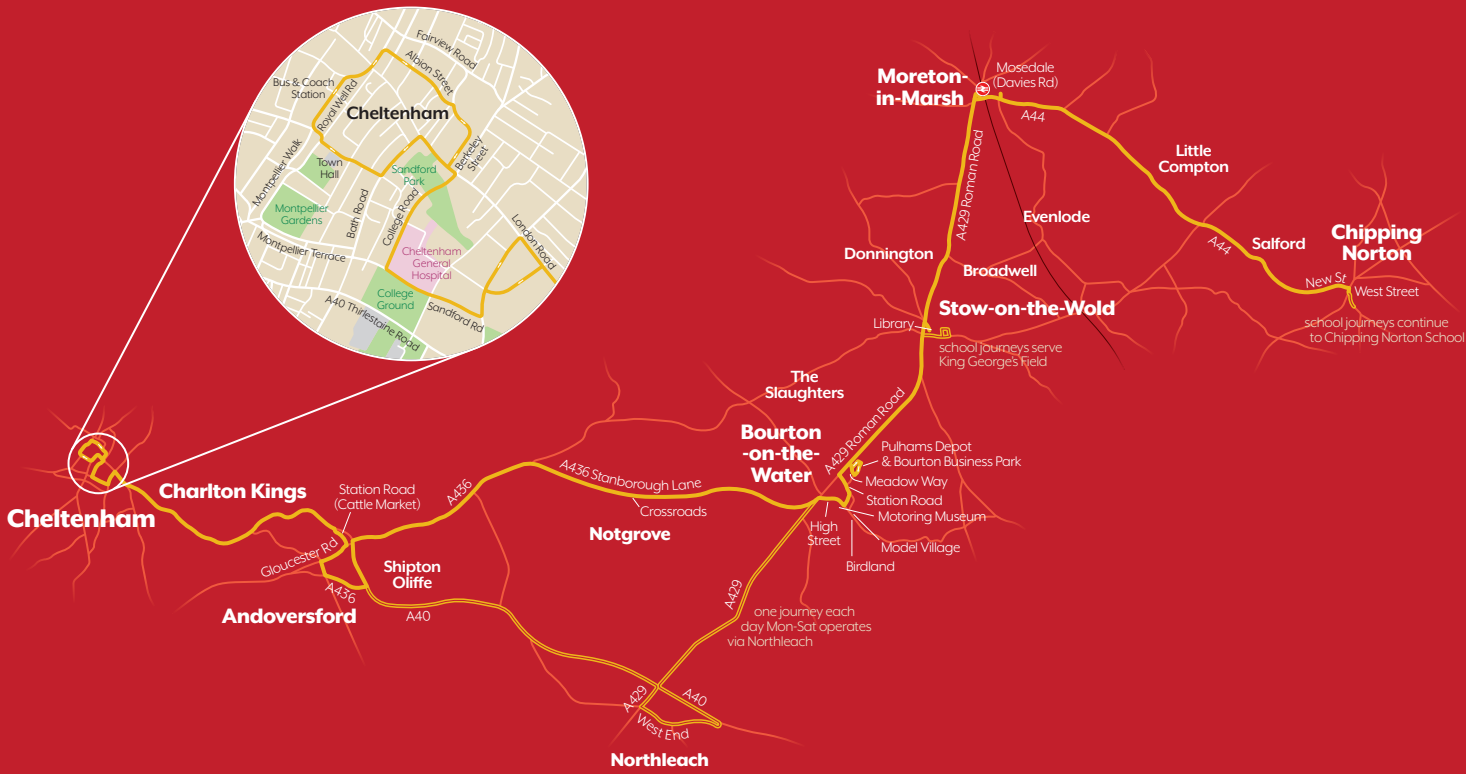 Fairview Road
Albion Street
Bus & Coach
Station
Royal Well Rd
Cheltenham
Berkeley
Street
Montpellier Walk
Town
Hall
Sandford
Park
Montpellier
Gardens
Bath Road
College Road
London Road
Montpellier Terrace
Cheltenham
General
Hospital
College
Ground
Sandford Rd
A40 Thirlestaine Road
Moreton-
in-Marsh
Mosedale
(Davies Rd)
A44
A429 Roman Road
Little
Compton
Evenlode
Donnington
Broadwell
A44
Salford
Chipping
Norton
New St
West Street
school journeys continue
to Chipping Norton School
Stow-on-the-Wold
Library
school journeys serve
King George's Field
The
Slaughters
A429 Roman Road
Bourton
-on-the-
Water
Pulhams Depot
& Bourton Business Park
Meadow Way
Station Road
Motoring Museum
High
Street
Model Village
Birdland
A436 Stanborough Lane
Crossroads
Notgrove
A436
Charlton Kings
Station Road
(Cattle Market)
Cheltenham
Gloucester Rd
Shipton
Oliffe
A436
Andoversford
A40
A429
one journey each
day Mon-Sat operates
via Northleach
A429
A40
West End
Northleach